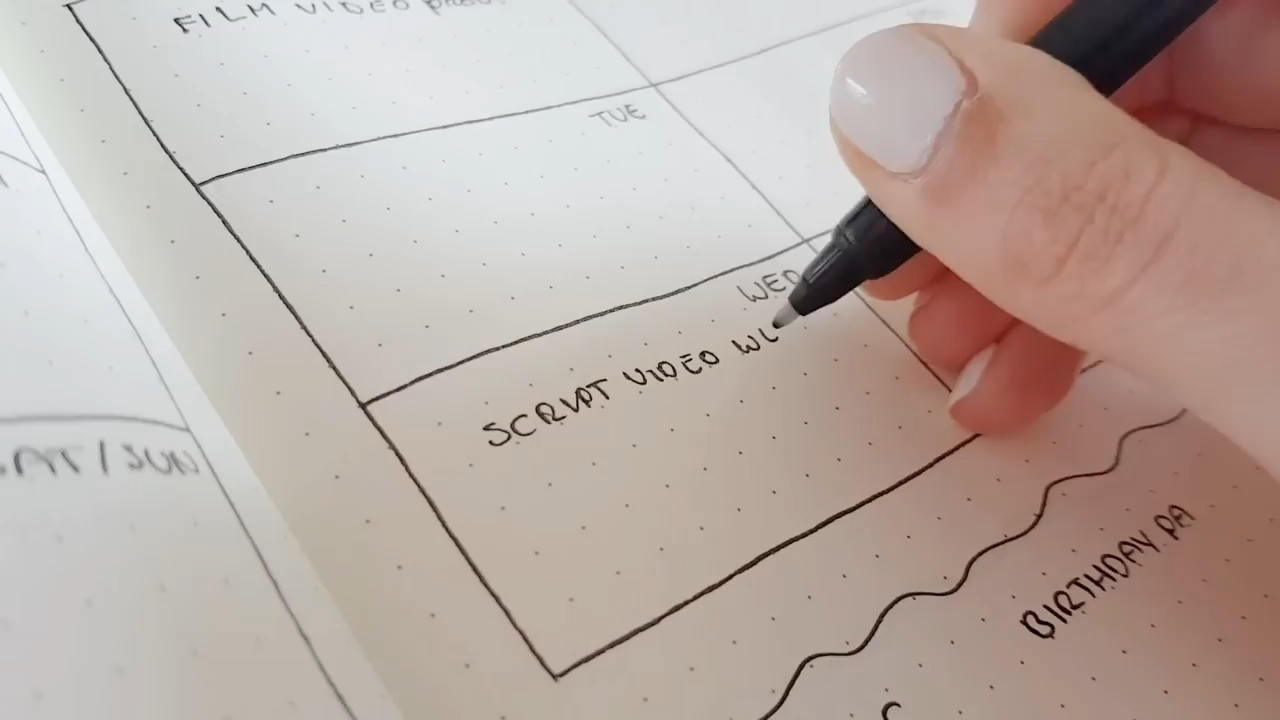 FILM VIDEO
TUE
WED
SCRIPT VIDEO WL
SAT/SUN
BIRTHDAY PA
C